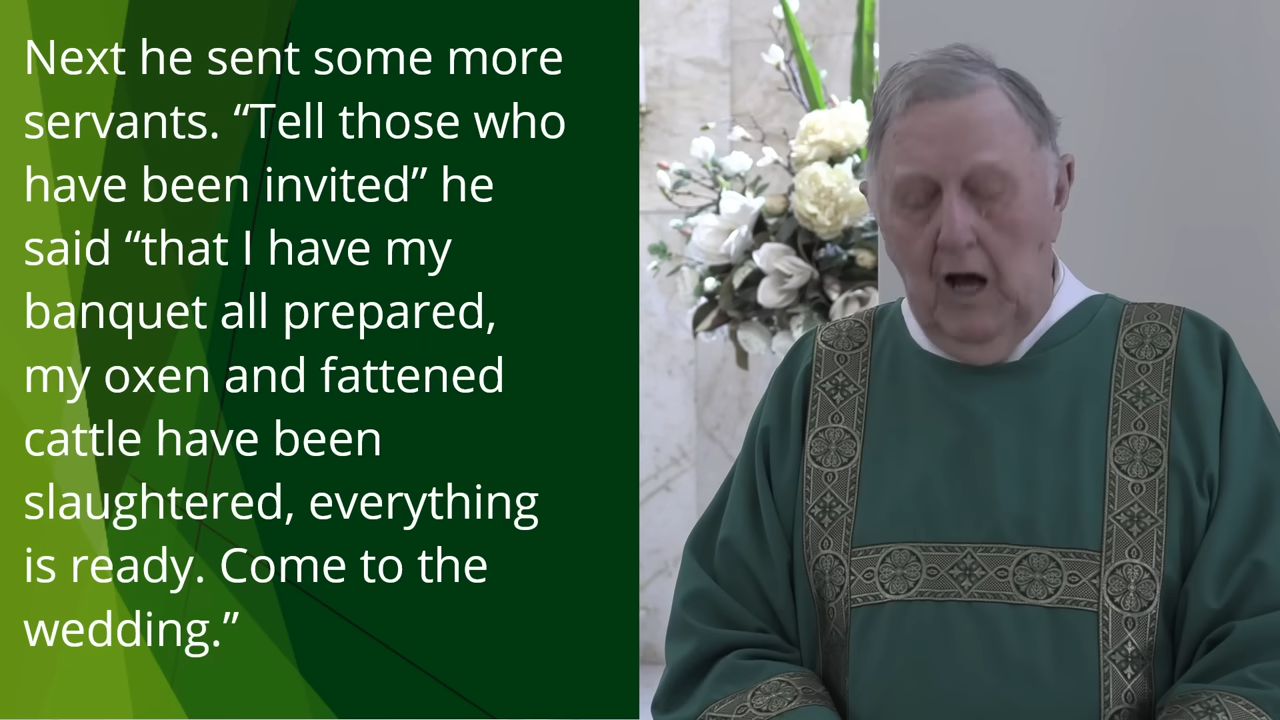 Next he sent some more
servants. “Tell those who
have been invited” he
said “that I have my
banquet all prepared,
my oxen and fattened
cattle have been
slaughtered, everything
is ready. Come to the
wedding.”